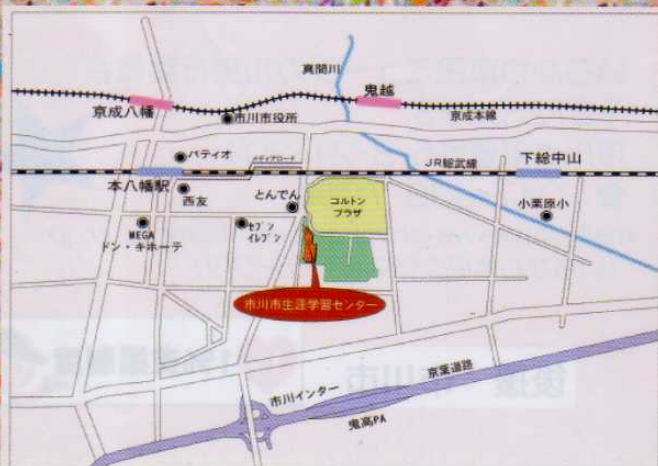 真間川
鬼越
京成八幡
市川市役所
京成本線
パティオ
メディアロード
JR総武線
下総中山
本八幡駅
西友
とんでん
コルトン
プラザ
小栗原小
MEGA
ドン・キホーテ
セブン
イレブン
市川市生涯学習センター
京葉道路
市川インター
鬼高PA
後援
市川市